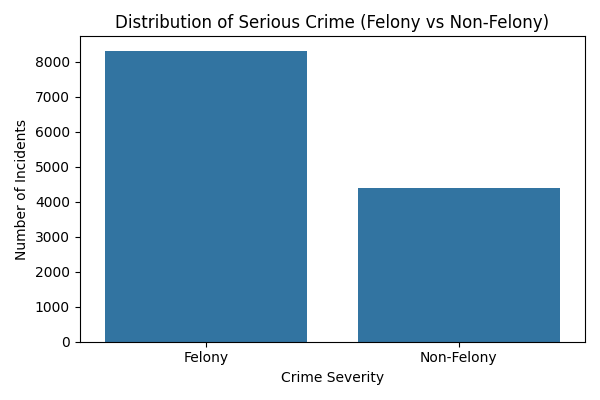 Distribution of Serious Crime (Felony vs Non-Felony)
Number of Incidents
8000
7000
6000
5000
4000
3000
2000
1000
0
Felony
Non-Felony
Crime Severity